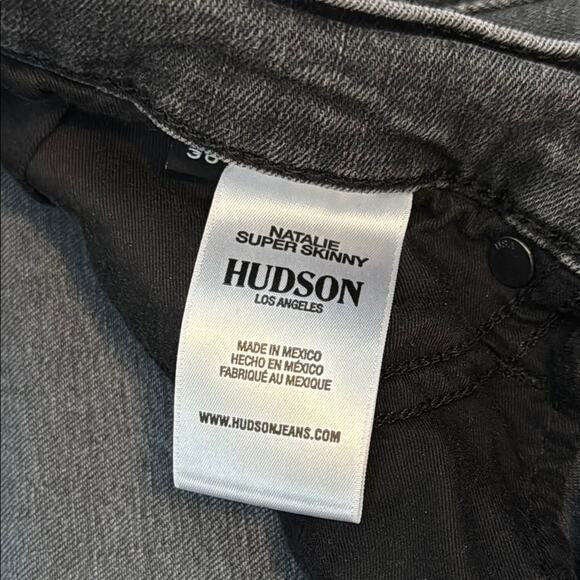 NATALIE
SUPER SKINNY
HUDSON
LOS ANGELES
MADE IN MEXICO
HECHO EN MÉXICO
FABRIQUÉ AU MEXIQUE
WWW.HUDSONJEANS.COM